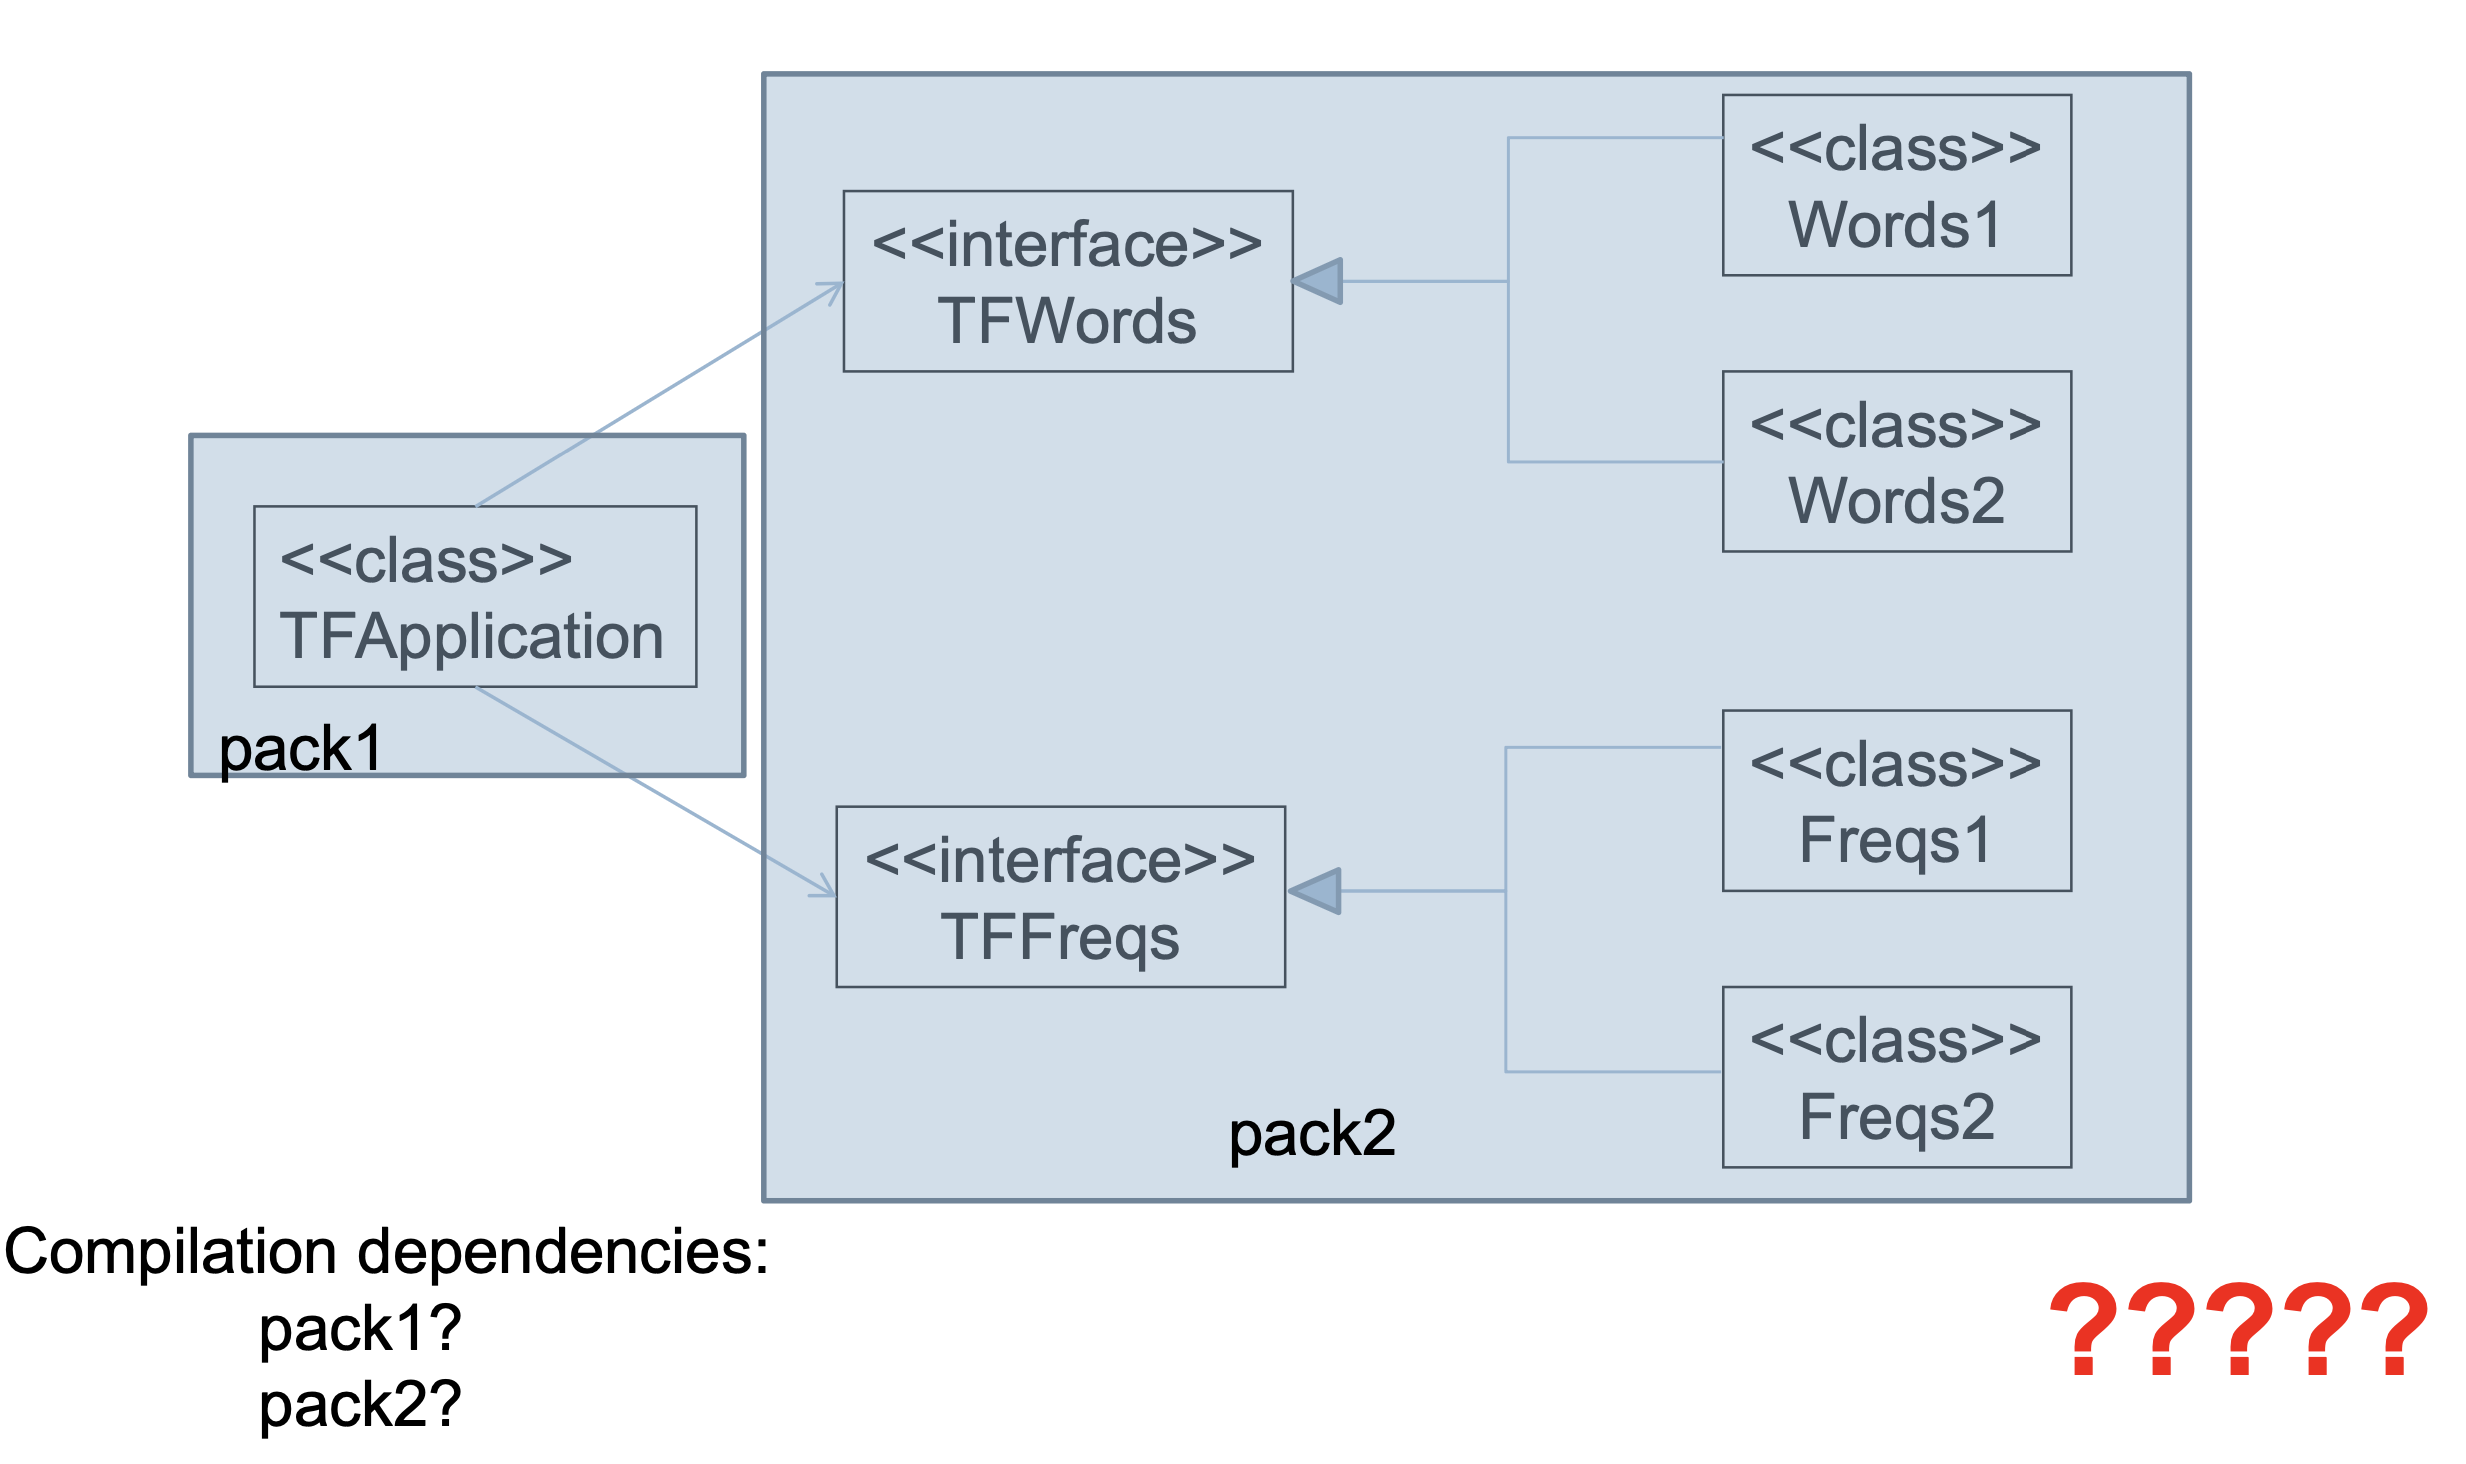 <<class>>
Words1
<<interface>>
TFWords
<<class>>
Words2
<<class>>
TFApplication
pack1
<<class>>
Freqs1
<<interface>>
TFFreqs
<<class>>
Freqs2
pack2
Compilation dependencies:
pack1?
pack2?
?????